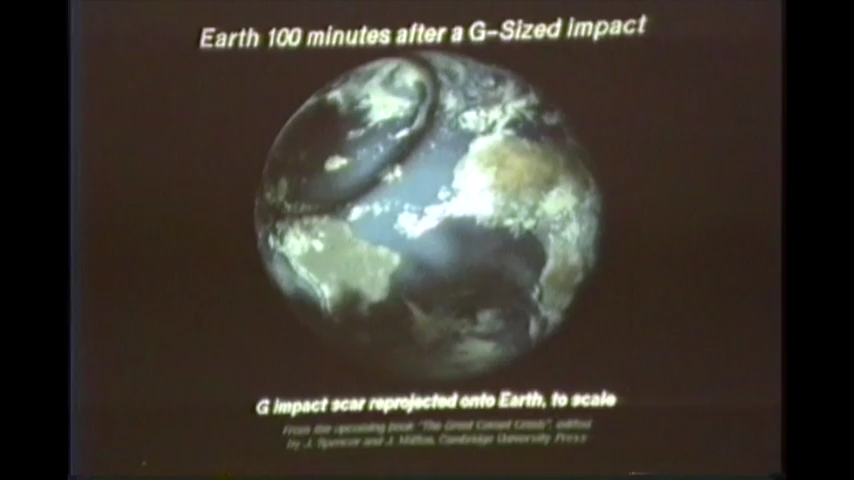 Earth 100 minutes after a G-Sized impact
G impact scar reprojected onto Earth, to scale
From the upcoming book "The Great Comet Crash", edited
by J. Spencer and J. Mitton, Cambridge University Press